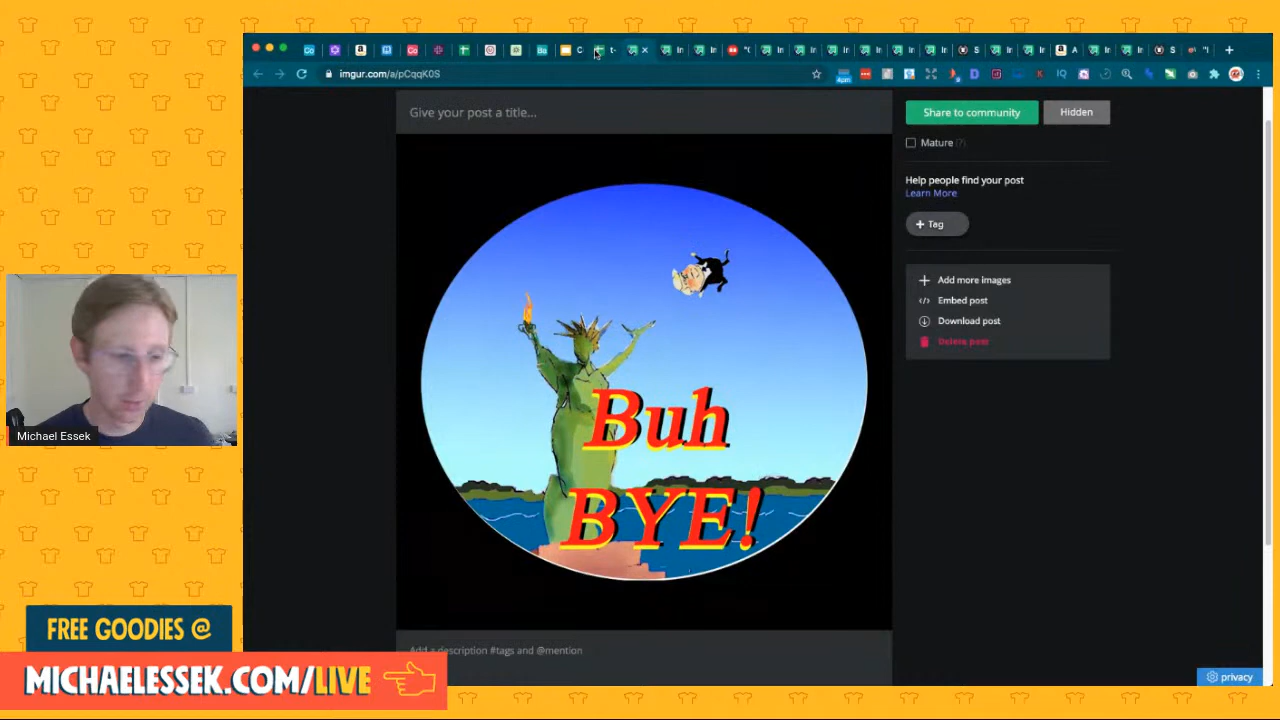 imgur.com/a/pCqqK0S
Give your post a title...
Share to community
Hidden
Mature (?)
Help people find your post
Learn More
+ Tag
Add more images
Embed post
Download post
Delete post
Buh
BYE!
Add a description #tags and @mention
privacy
Michael Essek
FREE GOODIES @
MICHAELESSEK.COM/LIVE